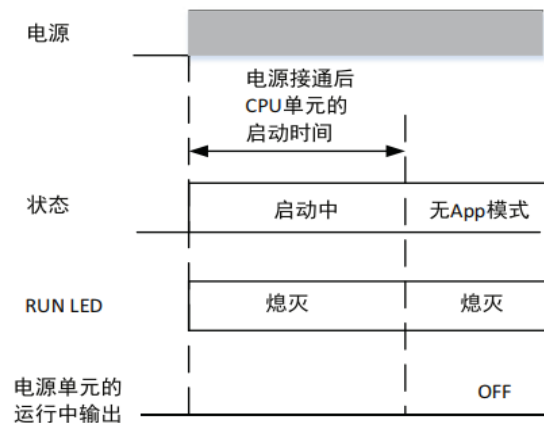 电源
电源接通后
CPU单元的
启动时间
状态
启动中
无App模式
RUN LED
熄灭
熄灭
电源单元的
运行中输出
OFF